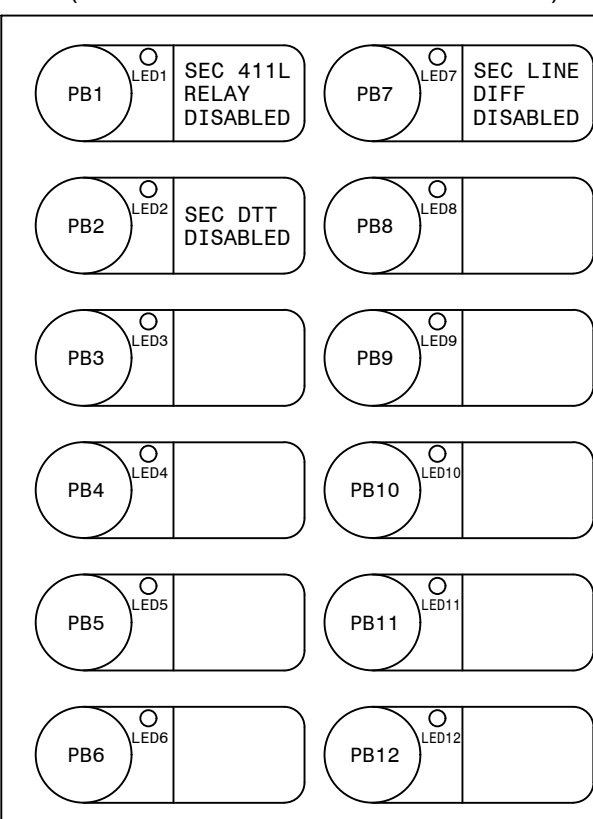 PB1
LED1
SEC 411L
RELAY
DISABLED
PB7
LED7
SEC LINE
DIFF
DISABLED
PB2
LED2
SEC DTT
DISABLED
PB8
LED8
PB3
LED3
PB9
LED9
PB4
LED4
PB10
LED10
PB5
LED5
PB11
LED11
PB6
LED6
PB12
LED12